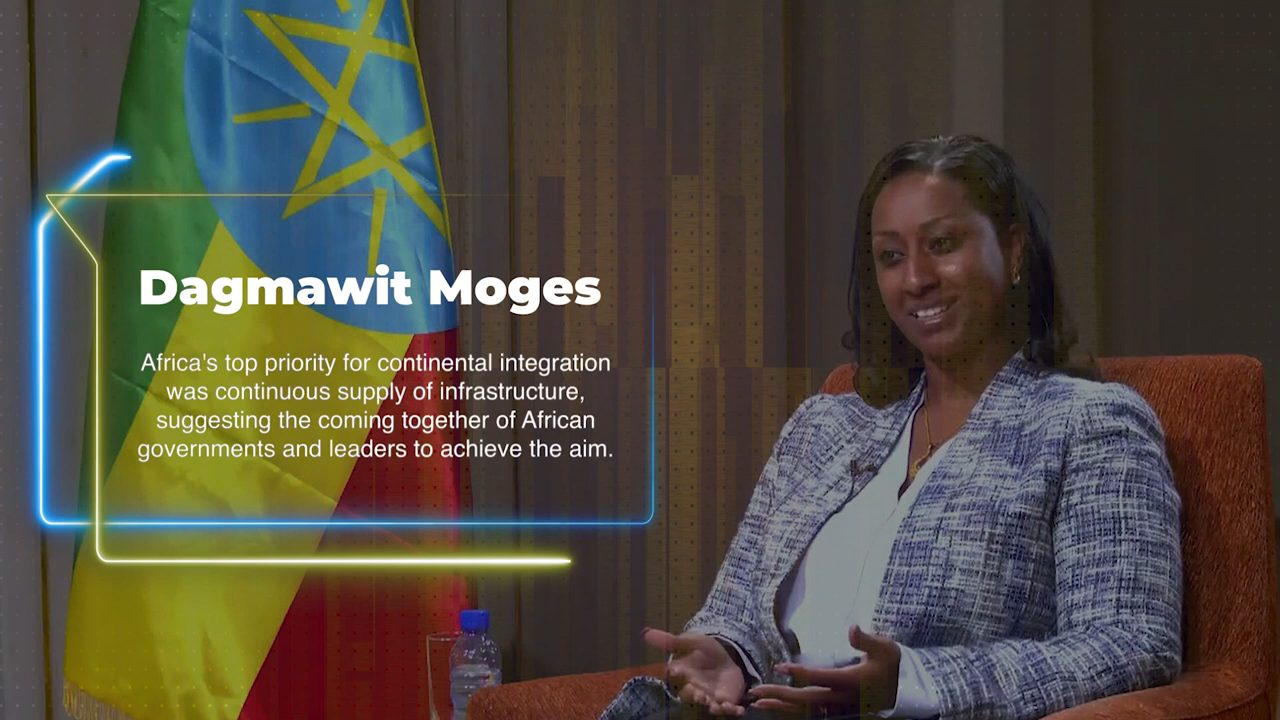 Dagmawit Moges
Africa's top priority for continental integration
was continuous supply of infrastructure,
suggesting the coming together of African
governments and leaders to achieve the aim.